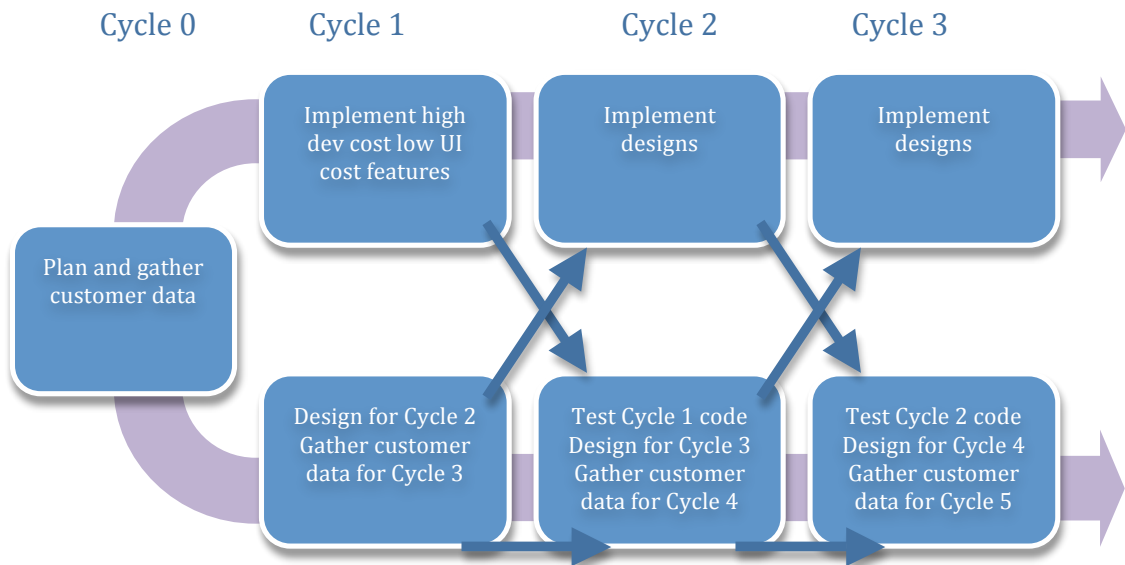 Cycle 0
Cycle 1
Cycle 2
Cycle 3
Implement high
dev cost low UI
cost features
Implement
designs
Implement
designs
Plan and gather
customer data
Design for Cycle 2
Gather customer
data for Cycle 3
Test Cycle 1 code
Design for Cycle 3
Gather customer
data for Cycle 4
Test Cycle 2 code
Design for Cycle 4
Gather customer
data for Cycle 5